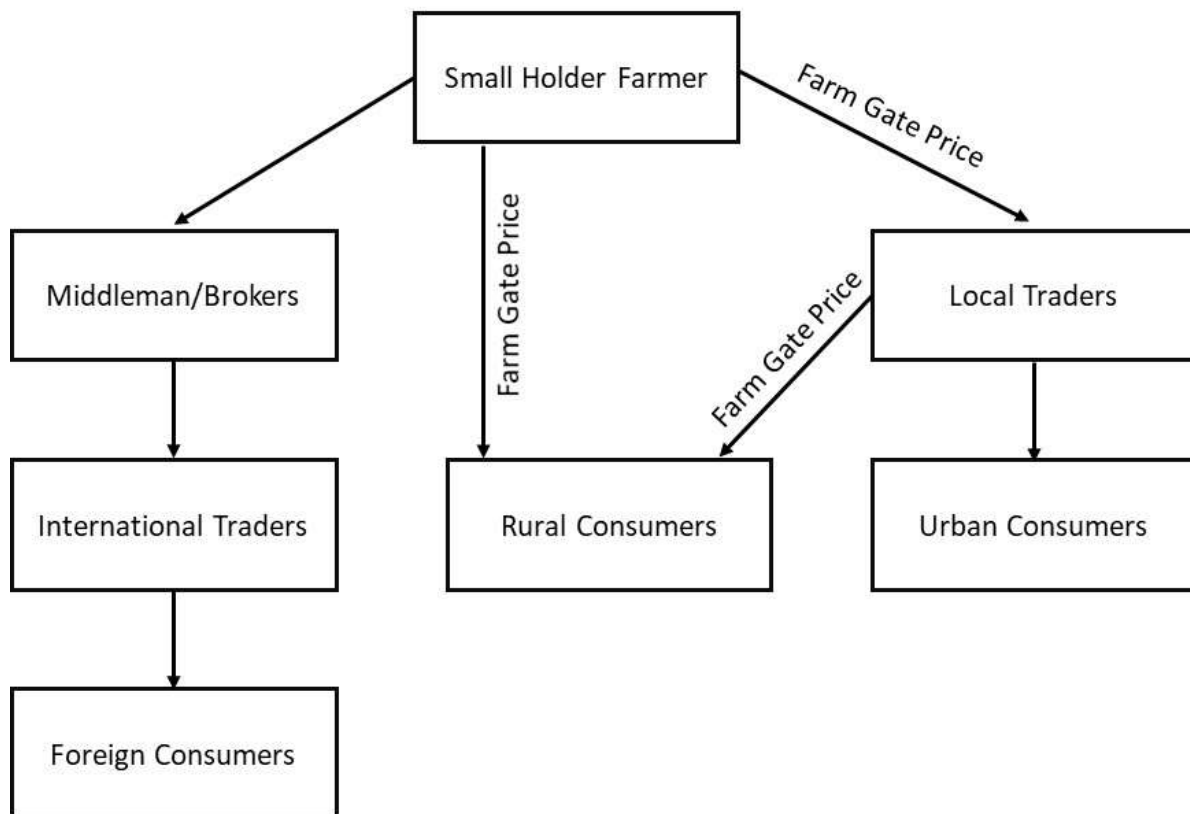 Small Holder Farmer
Farm Gate Price
Farm Gate Price
Middleman/Brokers
Farm Gate Price
Local Traders
International Traders
Rural Consumers
Urban Consumers
Foreign Consumers